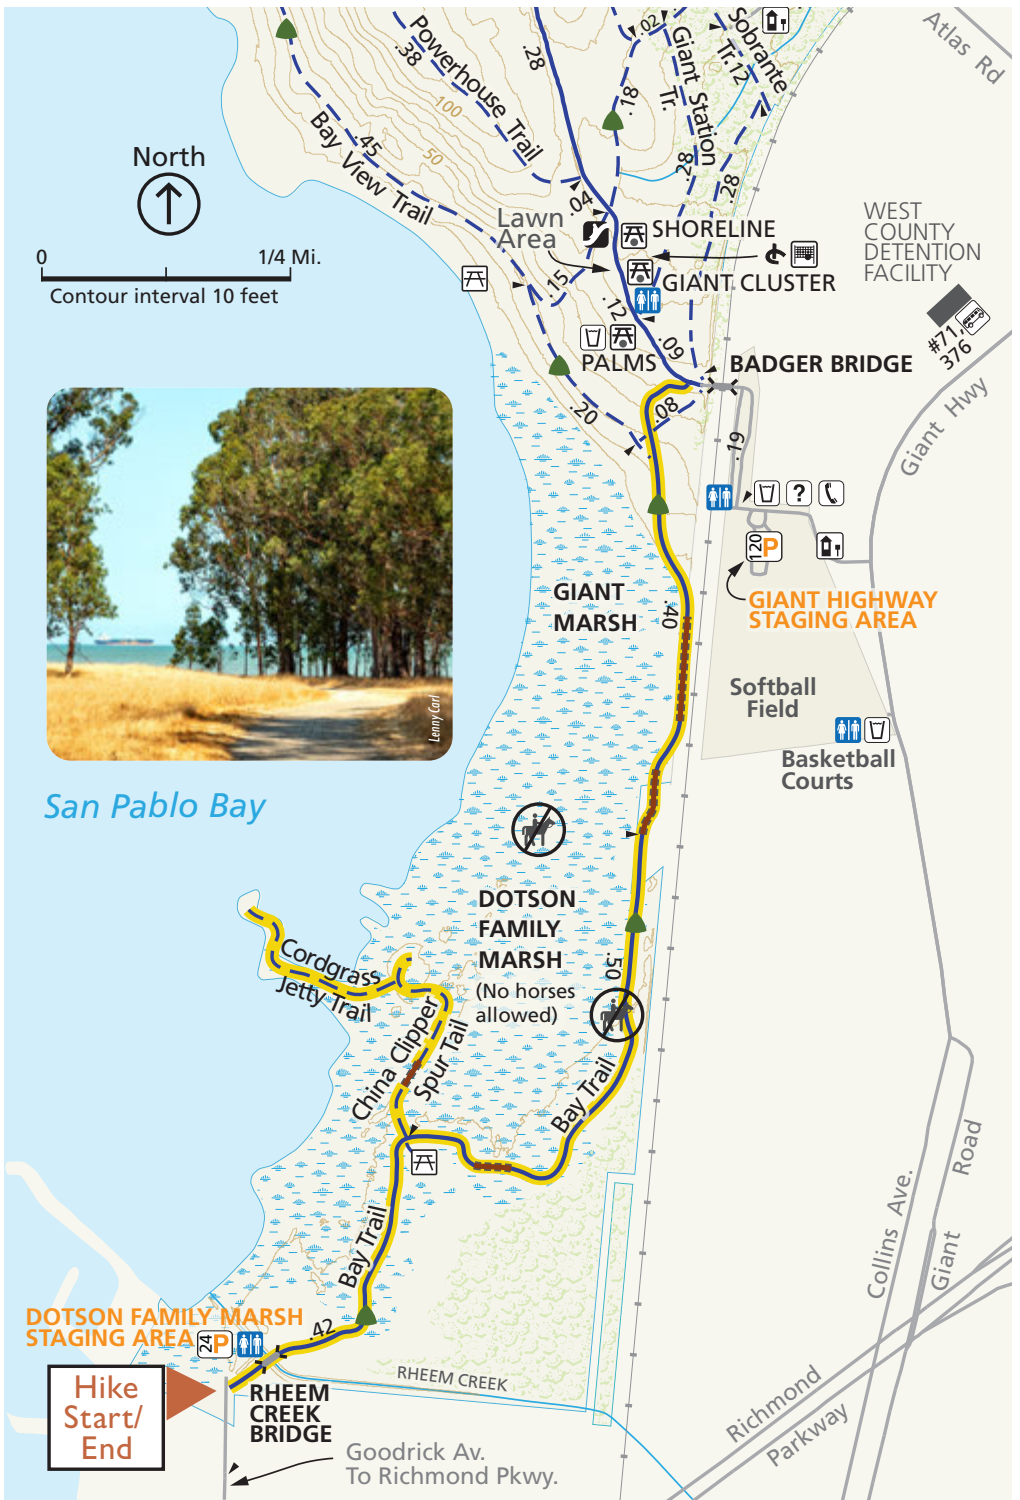 Powerhouse Trail
.38
.28
.02
Sobrante
Tr.12
Giant Station
Tr.
.18
.28
.28
Atlas Rd
Bay View Trail
.45
100
50
North
0
1/4 Mi.
Contour interval 10 feet
Lawn
Area
.04
SHORELINE
GIANT CLUSTER
WEST
COUNTY
DETENTION
FACILITY
#71,
376
.15
.12
PALMS
.09
BADGER BRIDGE
Giant Hwy
.20
.08
.19
?
120
P
GIANT HIGHWAY
STAGING AREA
GIANT
MARSH
.40
Softball
Field
Basketball
Courts
Lenny Carl
San Pablo Bay
DOTSON
FAMILY
MARSH
(No horses
allowed)
.50
Cordgrass
Jetty Trail
China Clipper
Spur Tail
Bay Trail
Bay Trail
Collins Ave.
Giant
Road
DOTSON FAMILY MARSH
STAGING AREA
24
P
.42
Hike
Start/
End
RHEEM
CREEK
BRIDGE
RHEEM CREEK
Goodrick Av.
To Richmond Pkwy.
Richmond
Parkway